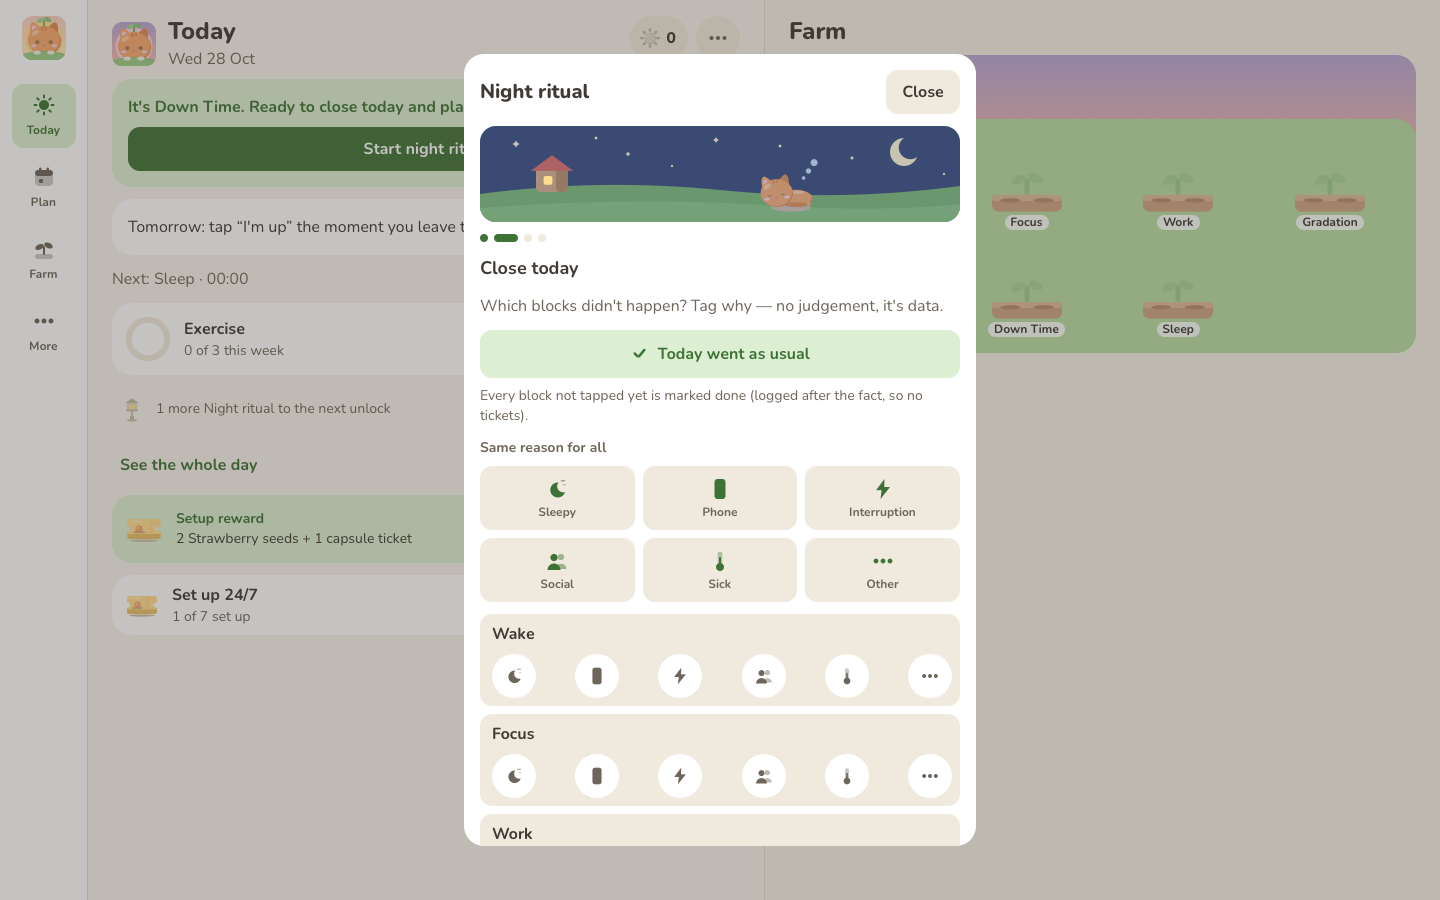 Today
Plan
Farm
More
Today
Wed 28 Oct
0
It's Down Time. Ready to close today and pla
Start night rit
Tomorrow: tap “I'm up” the moment you leave t
Next: Sleep · 00:00
Exercise
0 of 3 this week
1 more Night ritual to the next unlock
See the whole day
Setup reward
2 Strawberry seeds + 1 capsule ticket
Set up 24/7
1 of 7 set up
Night ritual
Close
Close today
Which blocks didn't happen? Tag why — no judgement, it's data.
Today went as usual
Every block not tapped yet is marked done (logged after the fact, so no
tickets).
Same reason for all
Sleepy
Phone
Interruption
Social
Sick
Other
Wake
Focus
Work
Farm
Focus
Work
Gradation
Down Time
Sleep